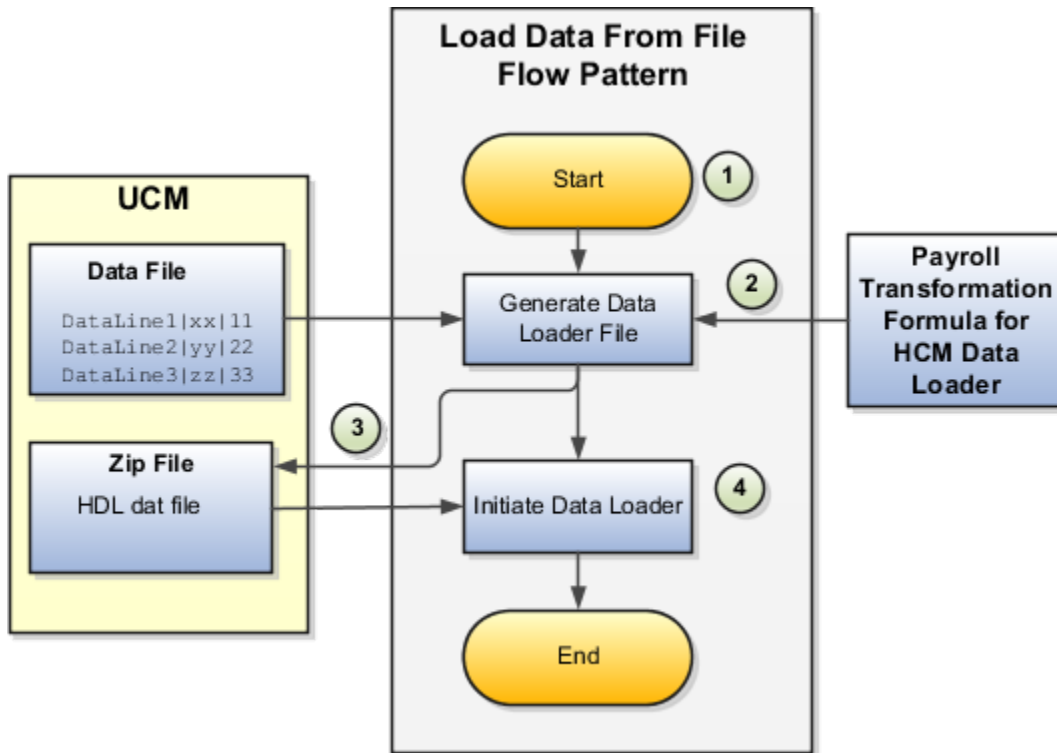 Load Data From File
Flow Pattern
Start
1
UCM
Data File
DataLine1|xx|11
DataLine2|yy|22
DataLine3|zz|33
Generate Data
Loader File
2
Payroll
Transformation
Formula for
HCM Data
Loader
3
Zip File
HDL dat file
Initiate Data Loader
4
End